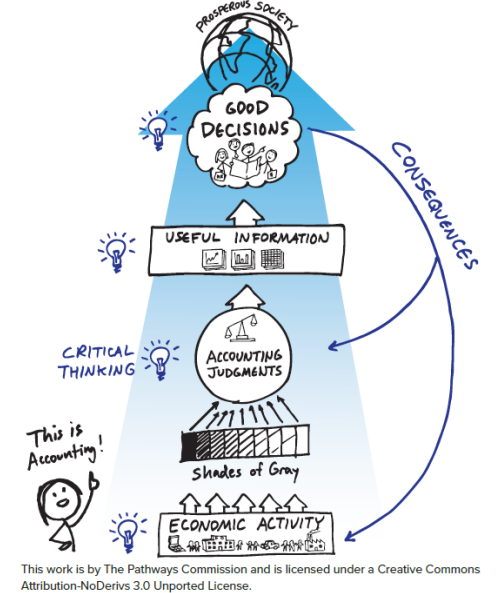 PROSPEROUS SOCIETY
GOOD
DECISIONS
CONSEQUENCES
USEFUL INFORMATION
CRITICAL
THINKING
ACCOUNTING
JUDGMENTS
This is
Accounting!
Shades of Gray
ECONOMIC ACTIVITY
This work is by The Pathways Commission and is licensed under a Creative Commons
Attribution-NoDerivs 3.0 Unported License.